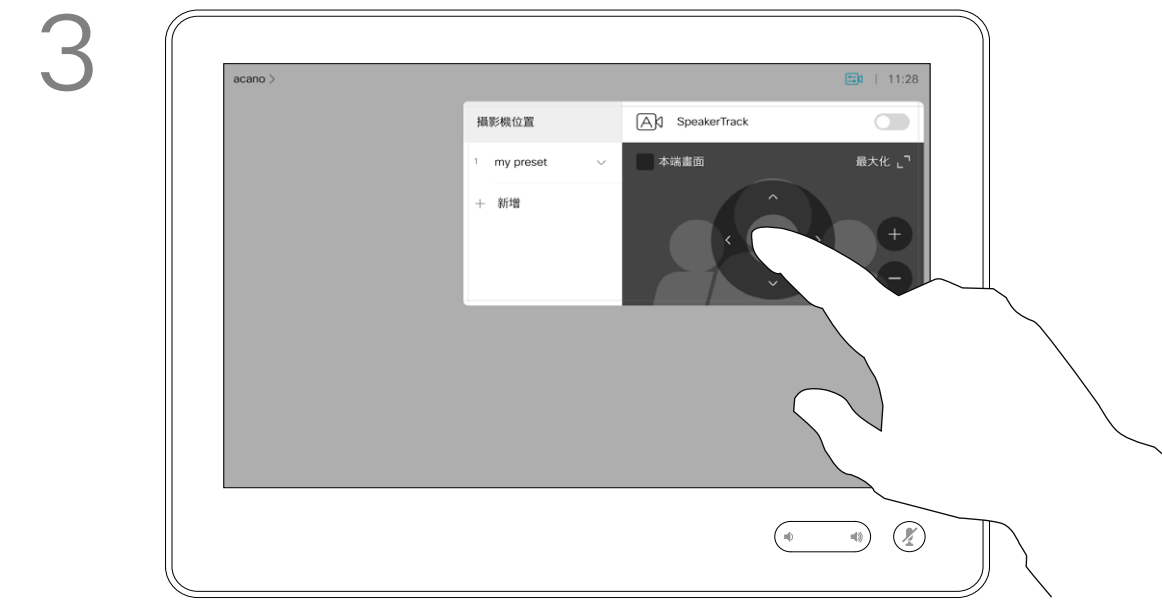 3
acano >
11:28
攝影機位置
SpeakerTrack
1 my preset
本端畫面
最大化
+ 新增